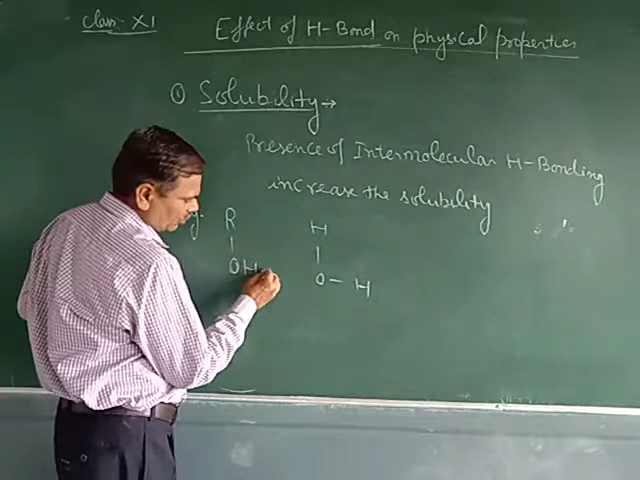 Class- XI
Effect of H-Bond on physical properties
① Solubility →
Presence of Intermolecular H-Bonding
increase the solubility
g: R H
| |
OH O — H